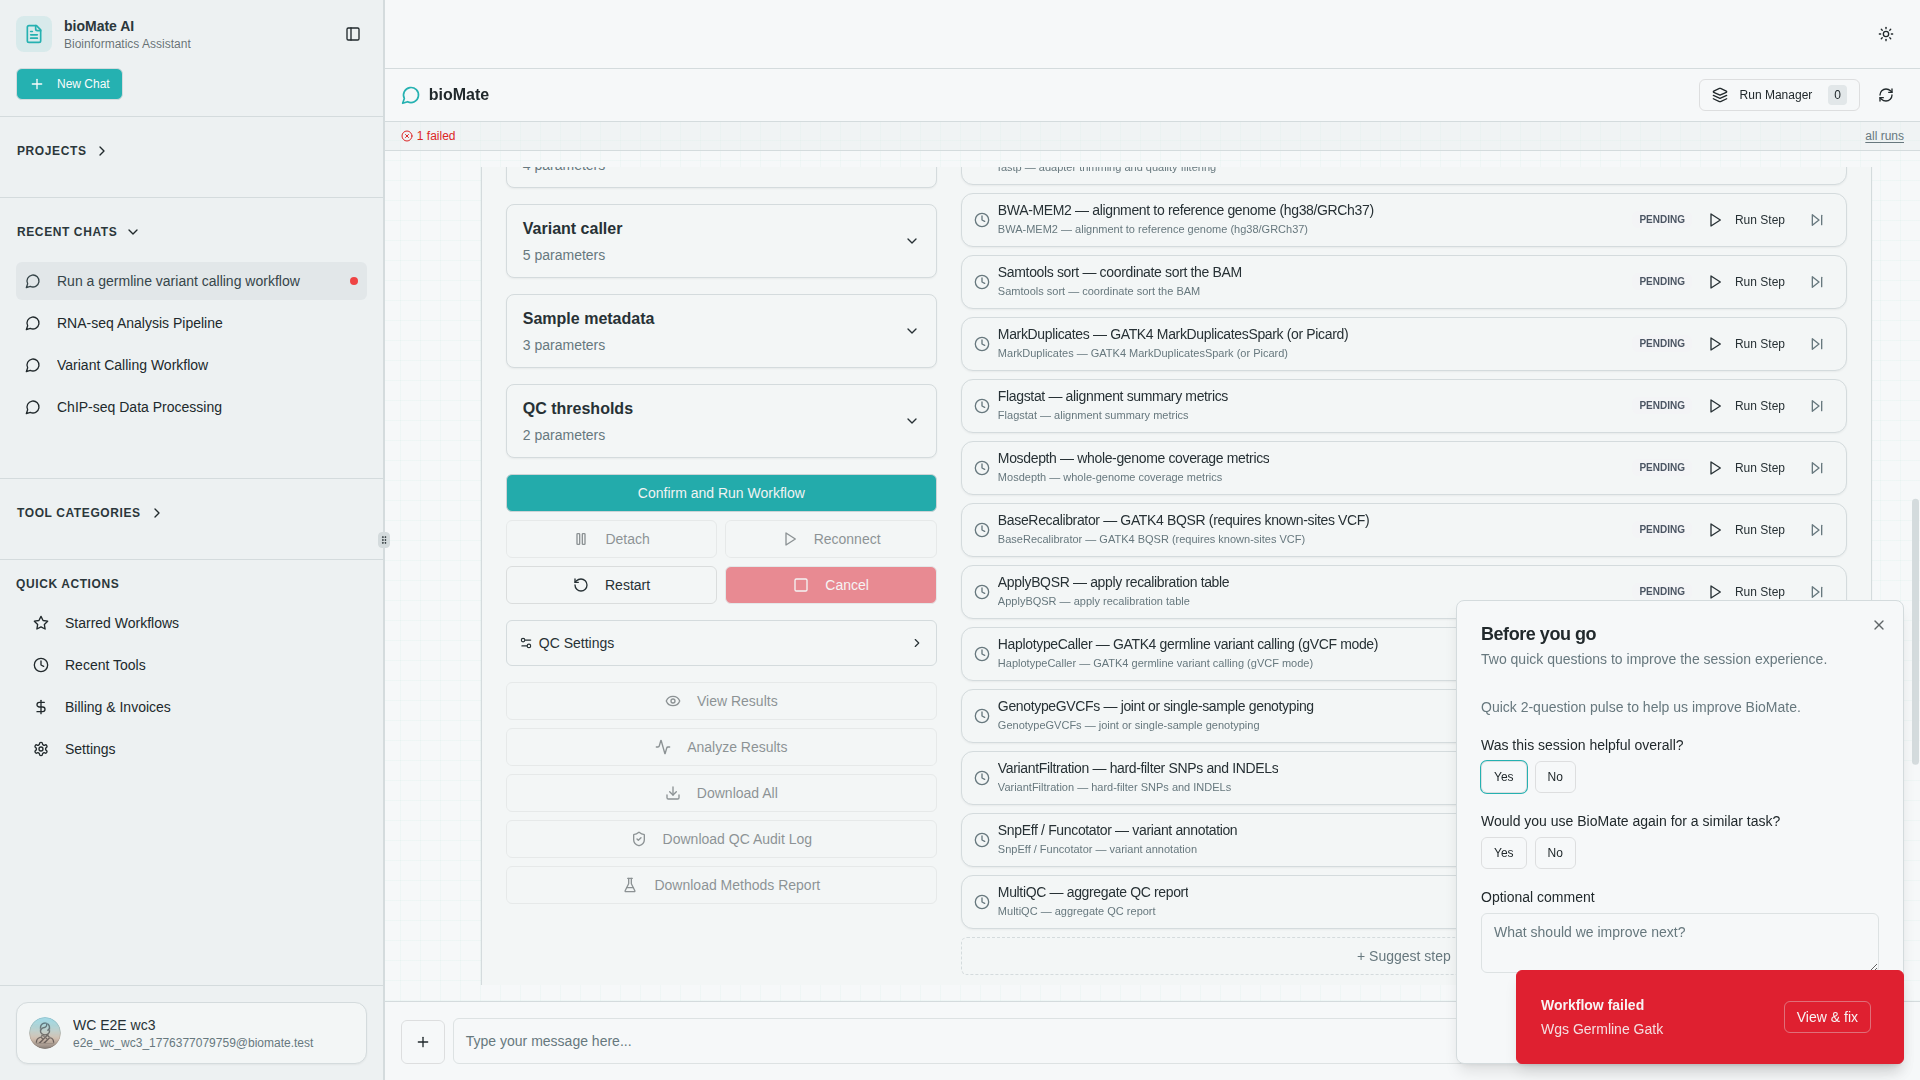 bioMate AI
Bioinformatics Assistant
New Chat
PROJECTS
RECENT CHATS
Run a germline variant calling workflow
RNA-seq Analysis Pipeline
Variant Calling Workflow
ChIP-seq Data Processing
TOOL CATEGORIES
QUICK ACTIONS
Starred Workflows
Recent Tools
Billing & Invoices
Settings
WC E2E wc3
e2e_wc_wc3_1776377079759@biomate.test
bioMate
Run Manager 0
1 failed
all runs
4 parameters
Variant caller
5 parameters
Sample metadata
3 parameters
QC thresholds
2 parameters
Confirm and Run Workflow
Detach
Reconnect
Restart
Cancel
QC Settings
View Results
Analyze Results
Download All
Download QC Audit Log
Download Methods Report
fastp — adapter trimming and quality filtering
BWA-MEM2 — alignment to reference genome (hg38/GRCh37)
BWA-MEM2 — alignment to reference genome (hg38/GRCh37)
PENDING Run Step
Samtools sort — coordinate sort the BAM
Samtools sort — coordinate sort the BAM
PENDING Run Step
MarkDuplicates — GATK4 MarkDuplicatesSpark (or Picard)
MarkDuplicates — GATK4 MarkDuplicatesSpark (or Picard)
PENDING Run Step
Flagstat — alignment summary metrics
Flagstat — alignment summary metrics
PENDING Run Step
Mosdepth — whole-genome coverage metrics
Mosdepth — whole-genome coverage metrics
PENDING Run Step
BaseRecalibrator — GATK4 BQSR (requires known-sites VCF)
BaseRecalibrator — GATK4 BQSR (requires known-sites VCF)
PENDING Run Step
ApplyBQSR — apply recalibration table
ApplyBQSR — apply recalibration table
PENDING Run Step
HaplotypeCaller — GATK4 germline variant calling (gVCF mode)
HaplotypeCaller — GATK4 germline variant calling (gVCF mode)
GenotypeGVCFs — joint or single-sample genotyping
GenotypeGVCFs — joint or single-sample genotyping
VariantFiltration — hard-filter SNPs and INDELs
VariantFiltration — hard-filter SNPs and INDELs
SnpEff / Funcotator — variant annotation
SnpEff / Funcotator — variant annotation
MultiQC — aggregate QC report
MultiQC — aggregate QC report
+ Suggest step
Type your message here...
Before you go
Two quick questions to improve the session experience.
Quick 2-question pulse to help us improve BioMate.
Was this session helpful overall?
Yes No
Would you use BioMate again for a similar task?
Yes No
Optional comment
What should we improve next?
Workflow failed
Wgs Germline Gatk
View & fix